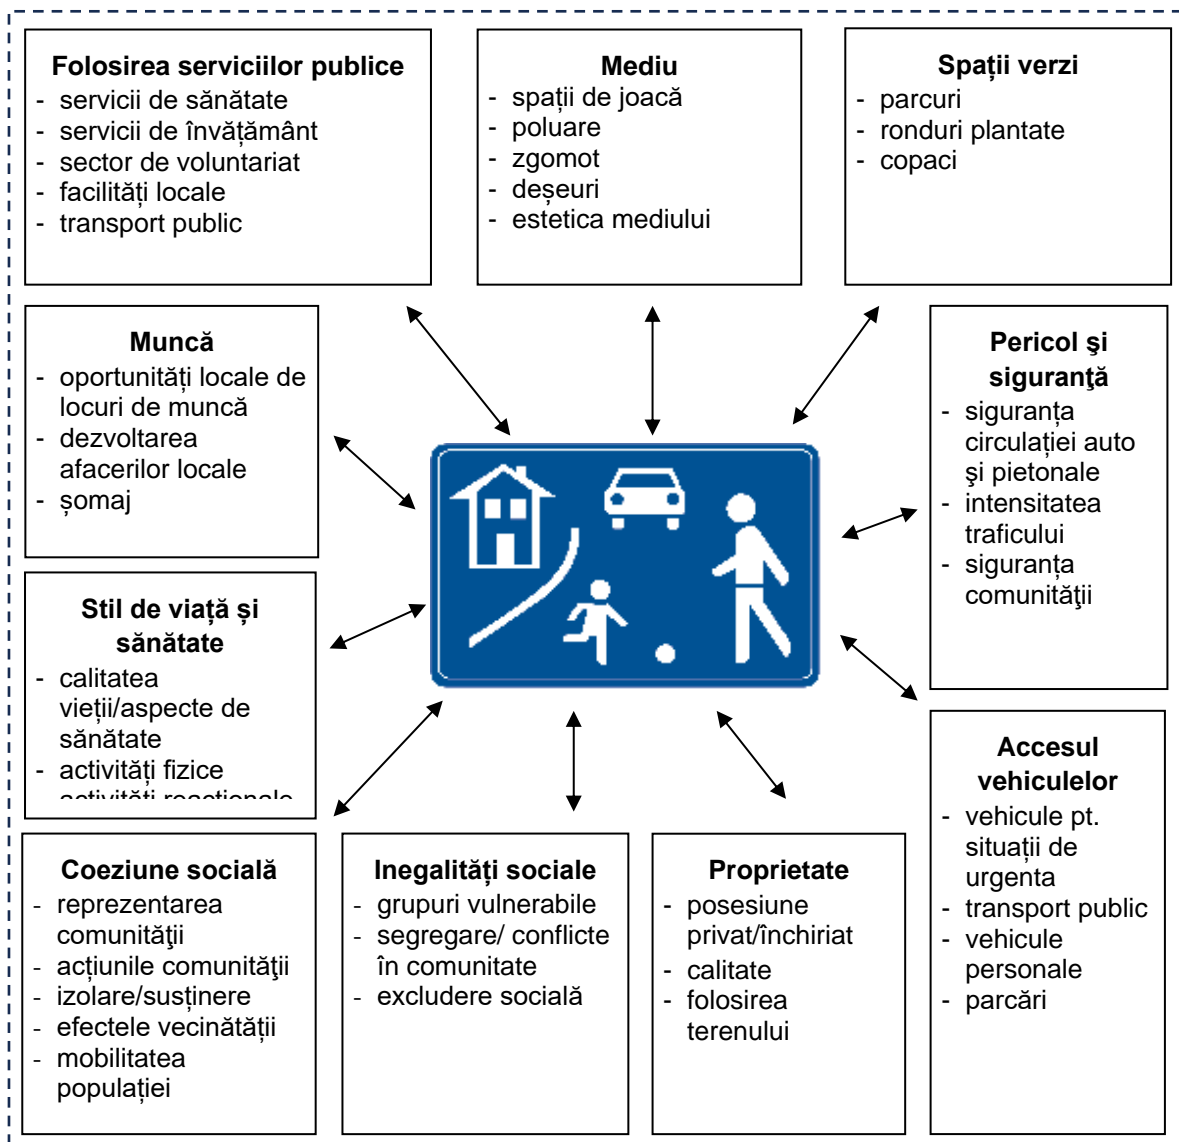 Folosirea serviciilor publice
- servicii de sănătate
- servicii de învățământ
- sector de voluntariat
- facilități locale
- transport public
Mediu
- spații de joacă
- poluare
- zgomot
- deșeuri
- estetica mediului
Spații verzi
- parcuri
- ronduri plantate
- copaci
Muncă
- oportunități locale de
locuri de muncă
- dezvoltarea
afacerilor locale
- șomaj
Pericol şi
siguranţă
- siguranța
circulației auto
şi pietonale
- intensitatea
traficului
- siguranța
comunităţii
Stil de viață și
sănătate
- calitatea
vieții/aspecte de
sănătate
- activități fizice
activități reacționale
Accesul
vehiculelor
- vehicule pt.
situații de
urgenta
- transport public
- vehicule
personale
- parcări
Coeziune socială
- reprezentarea
comunităţii
- acțiunile comunităţii
- izolare/susținere
- efectele vecinătății
- mobilitatea
populației
Inegalități sociale
- grupuri vulnerabile
- segregare/ conflicte
în comunitate
- excludere socială
Proprietate
- posesiune
privat/închiriat
- calitate
- folosirea
terenului